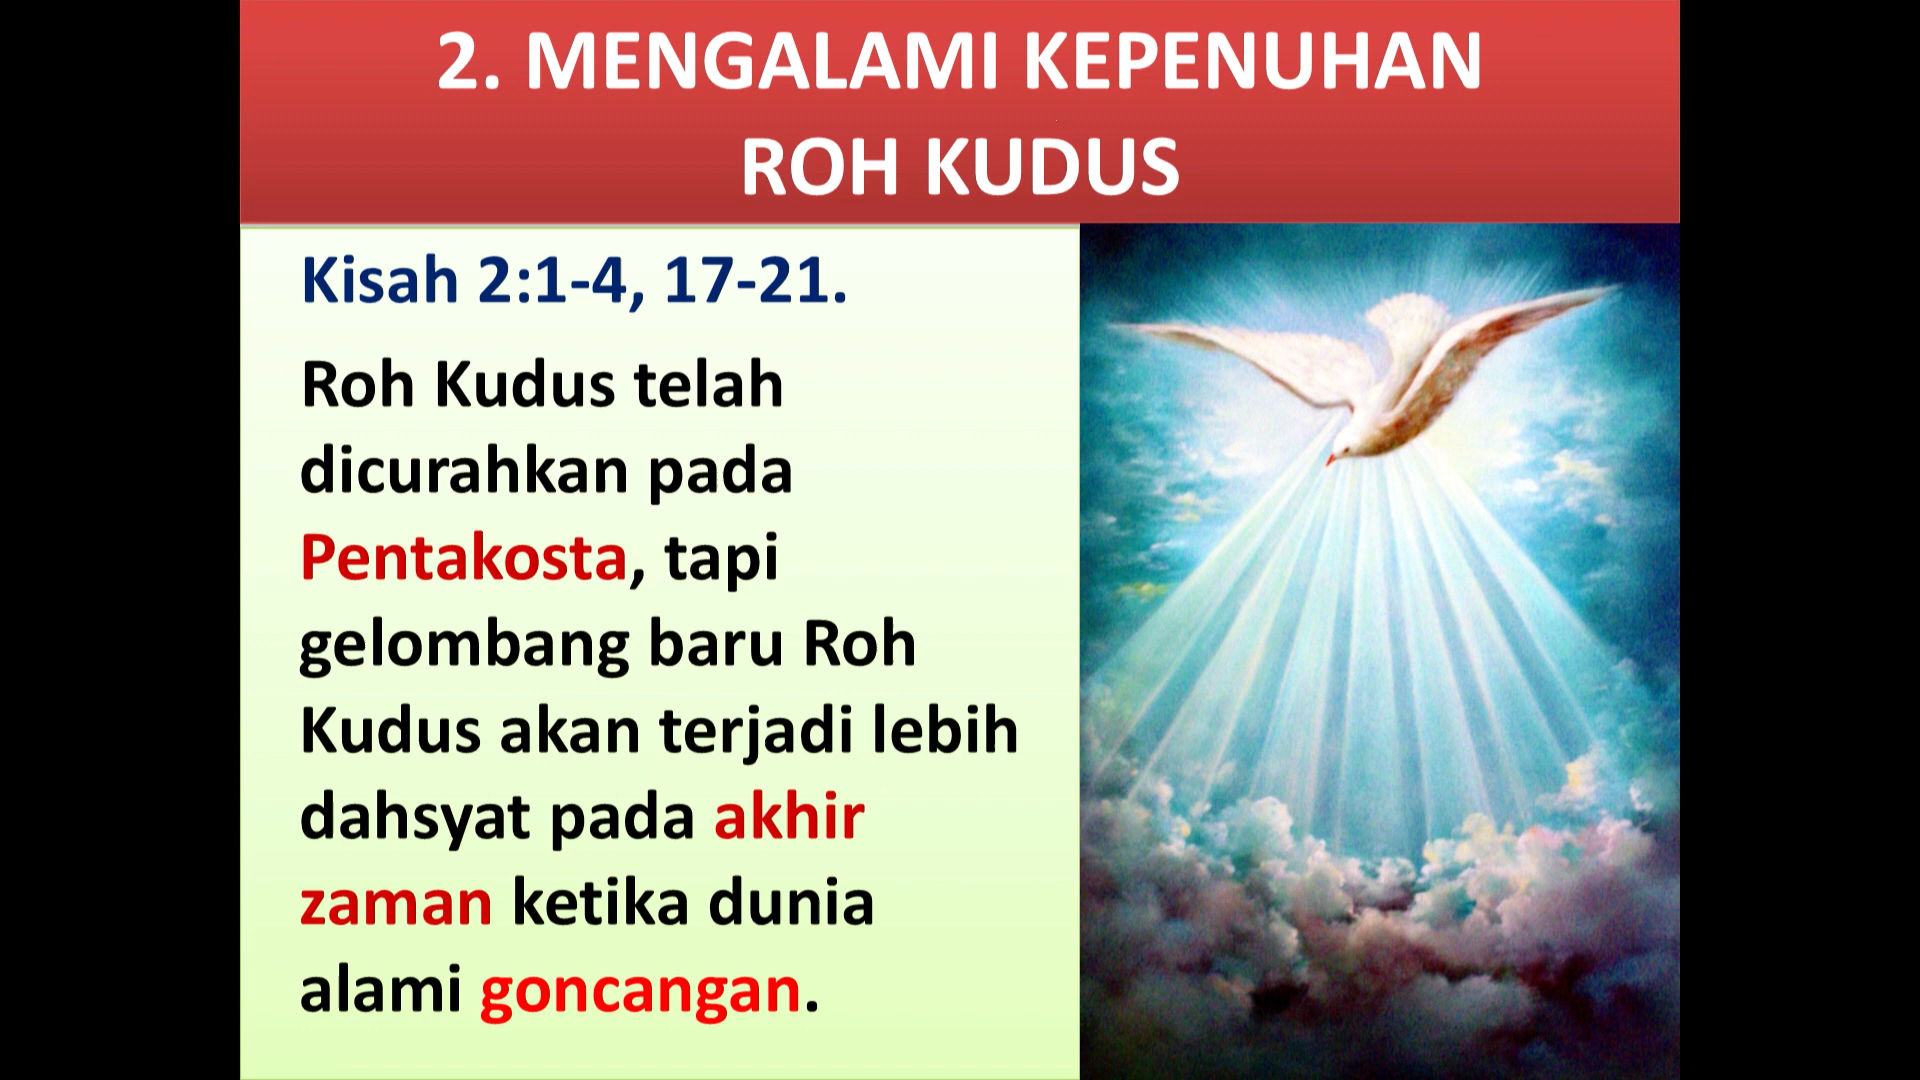 2. MENGALAMI KEPENUHAN
ROH KUDUS
Kisah 2:1-4, 17-21.
Roh Kudus telah
dicurahkan pada
Pentakosta, tapi
gelombang baru Roh
Kudus akan terjadi lebih
dahsyat pada akhir
zaman ketika dunia
alami goncangan.